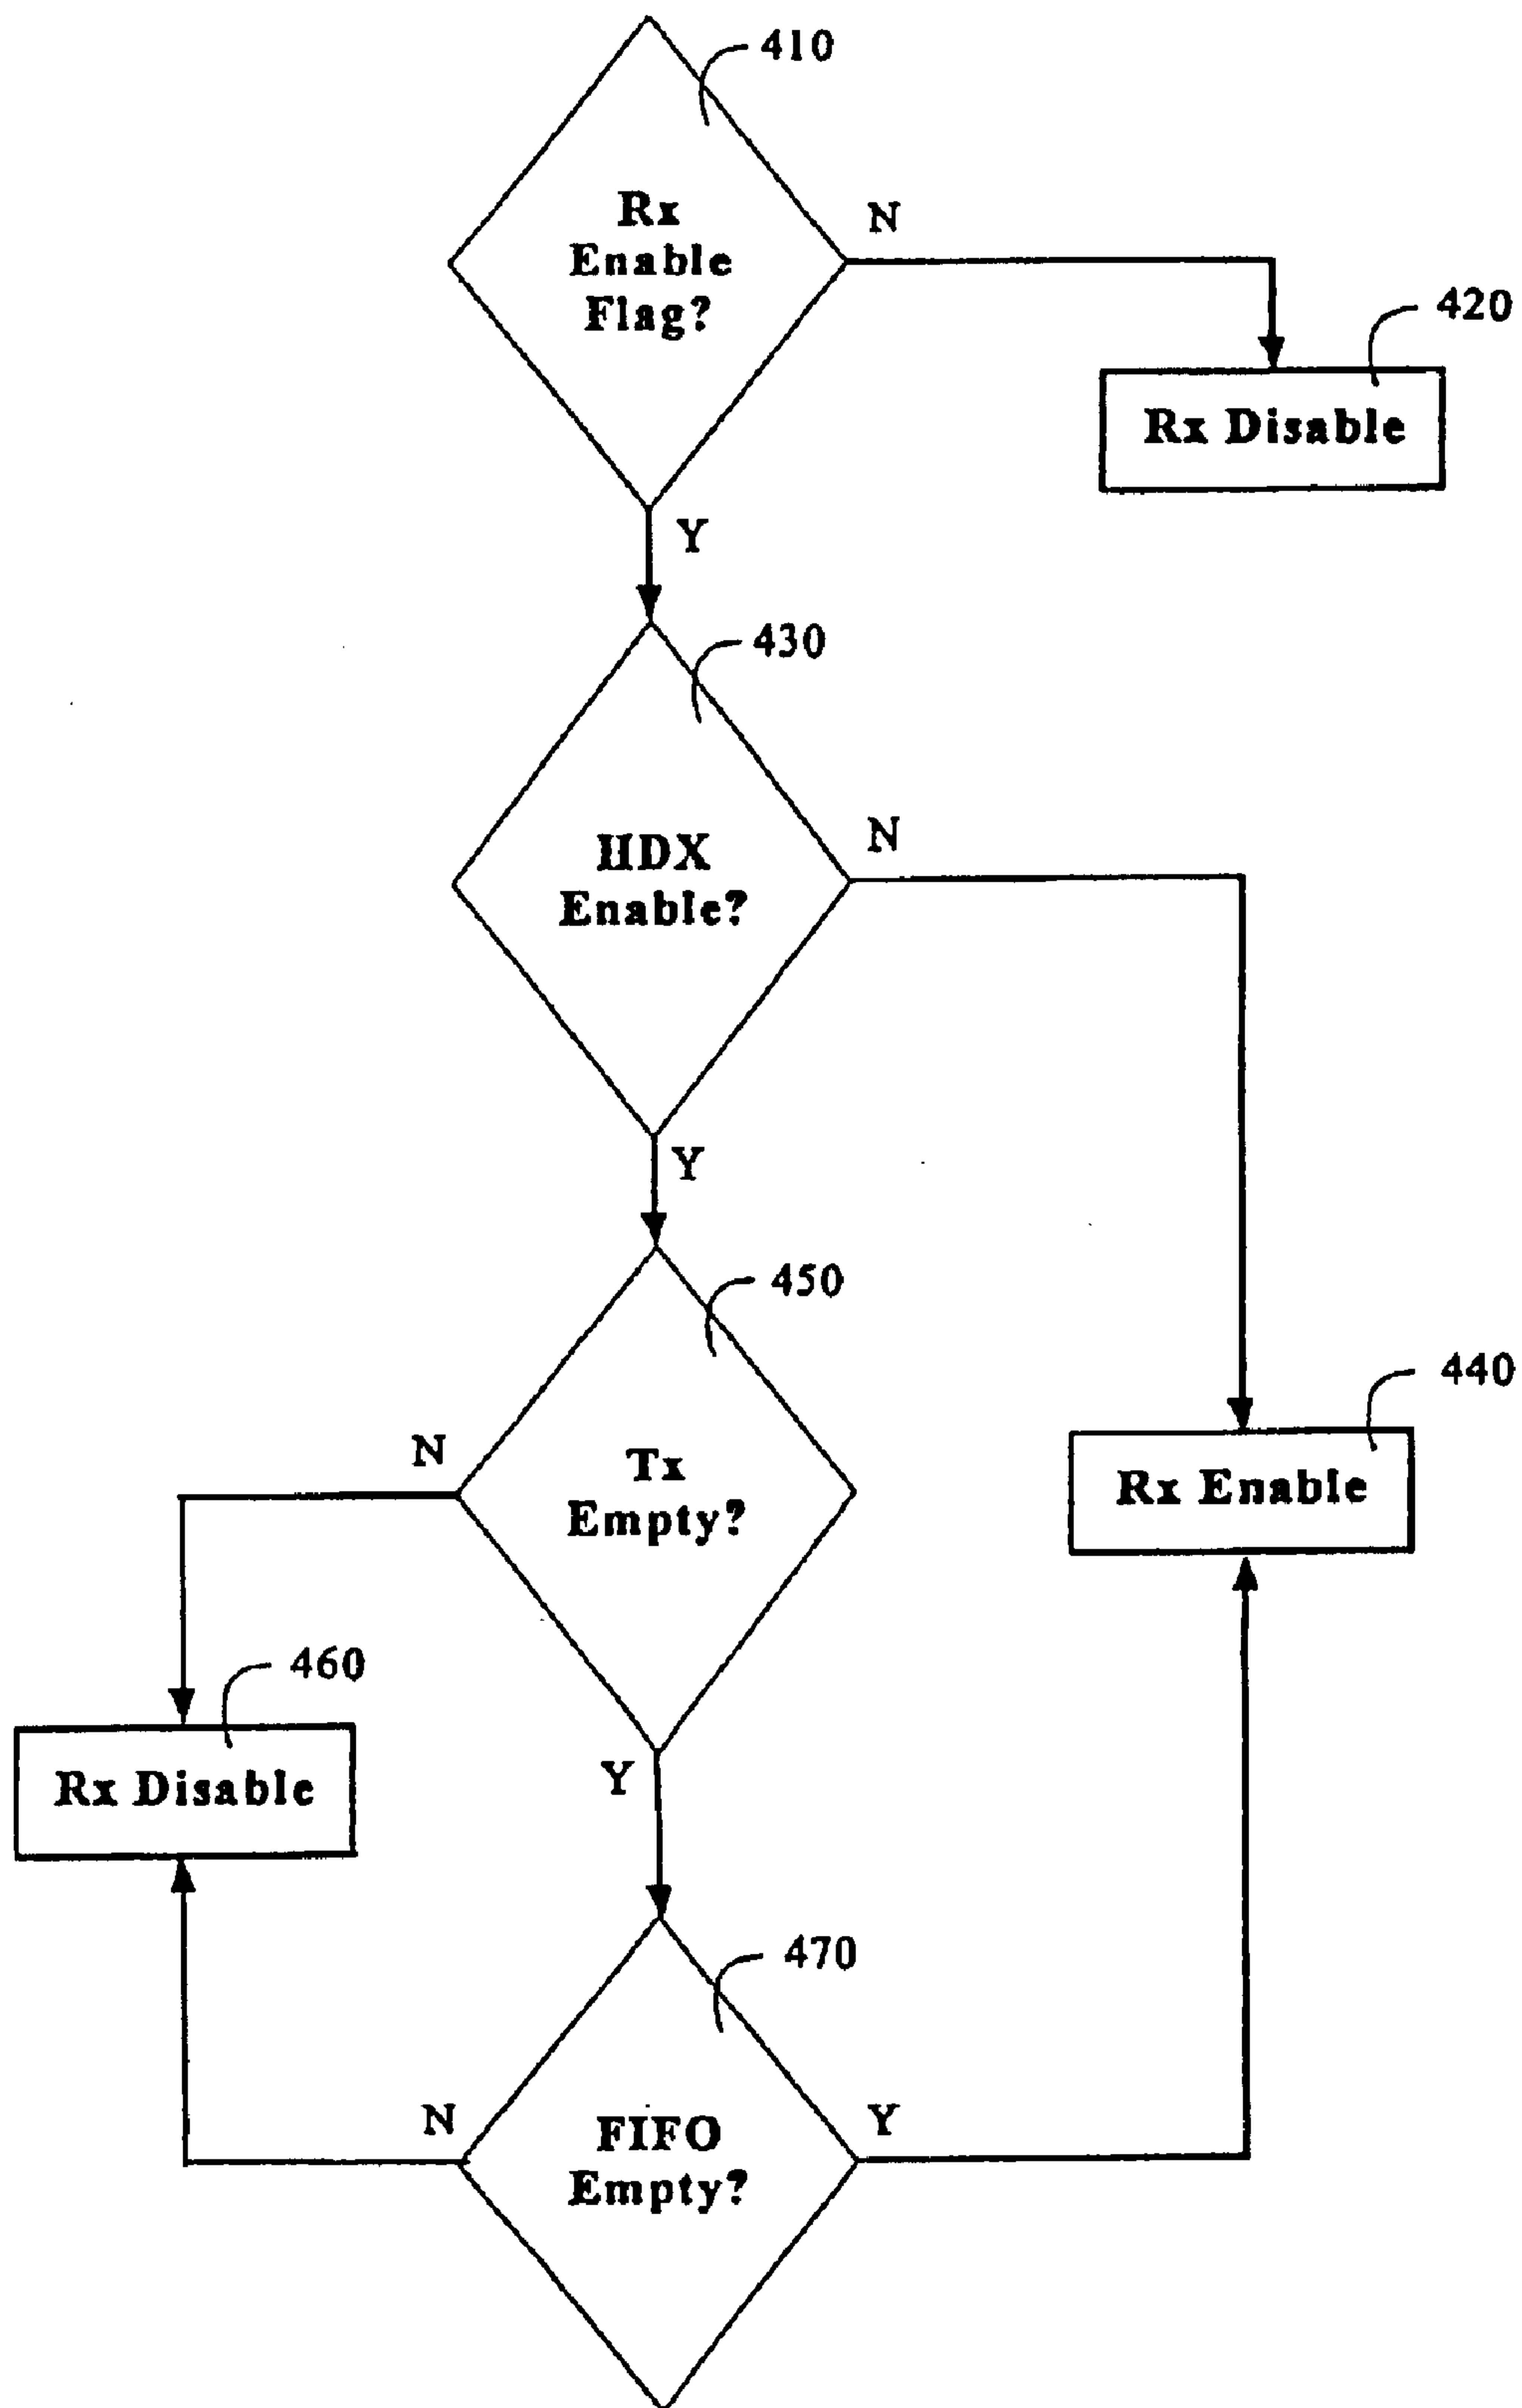 410
Rx
Enable
Flag?
N
420
Rx Disable
Y
430
HDX
Enable?
N
Y
450
440
N
Tx
Empty?
Rx Enable
460
Y
Rx Disable
470
N
FIFO
Empty?
Y